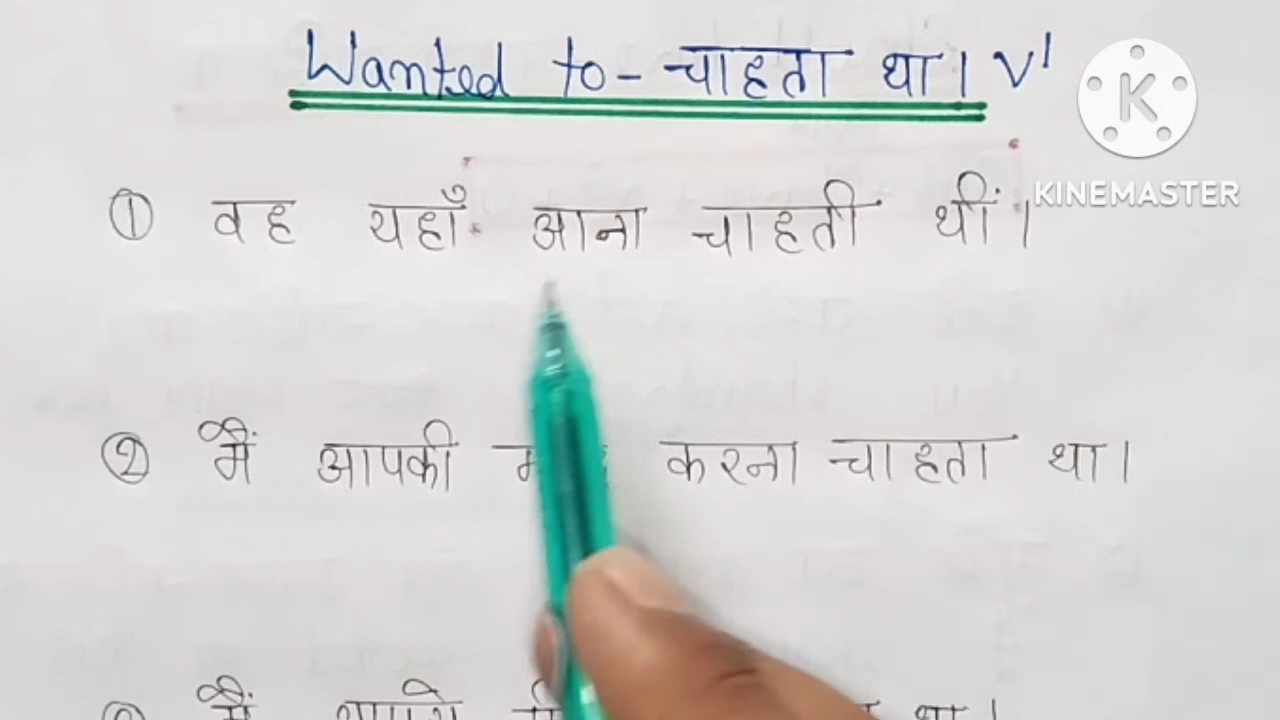 Wanted to - चाहता था। V¹
K
KINEMASTER
① वह यहाँ आना चाहती थीं।
② मैं आपकी करना चाहता था।
मैं था।